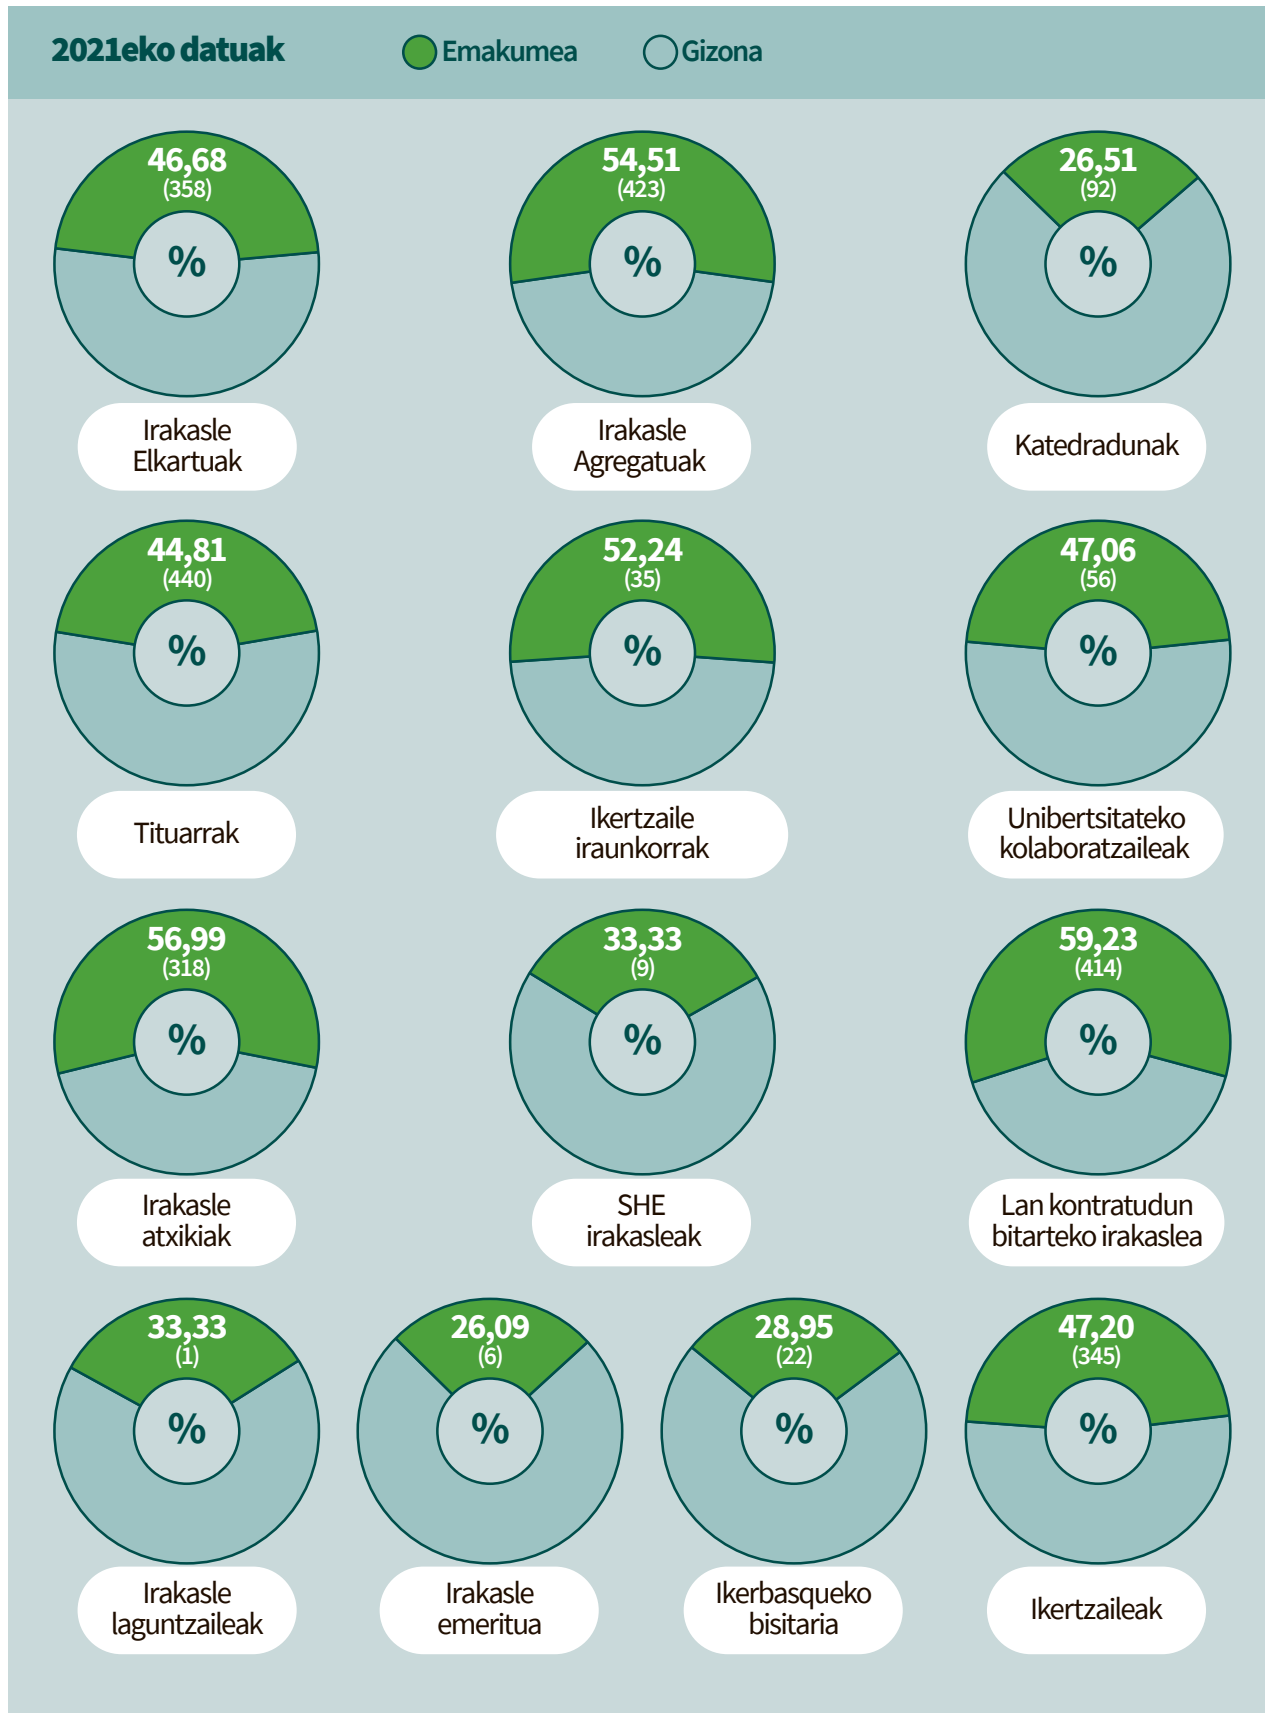 2021eko datuak
Emakumea
Gizona
46,68
(358)
%
Irakasle
Elkartuak
54,51
(423)
%
Irakasle
Agregatuak
26,51
(92)
%
Katedradunak
44,81
(440)
%
Tituarrak
52,24
(35)
%
Ikertzaile
iraunkorrak
47,06
(56)
%
Unibertsitateko
kolaboratzaileak
56,99
(318)
%
Irakasle
atxikiak
33,33
(9)
%
SHE
irakasleak
59,23
(414)
%
Lan kontratudun
bitarteko irakaslea
33,33
(1)
%
Irakasle
laguntzaileak
26,09
(6)
%
Irakasle
emeritua
28,95
(22)
%
Ikerbasqueko
bisitaria
47,20
(345)
%
Ikertzaileak